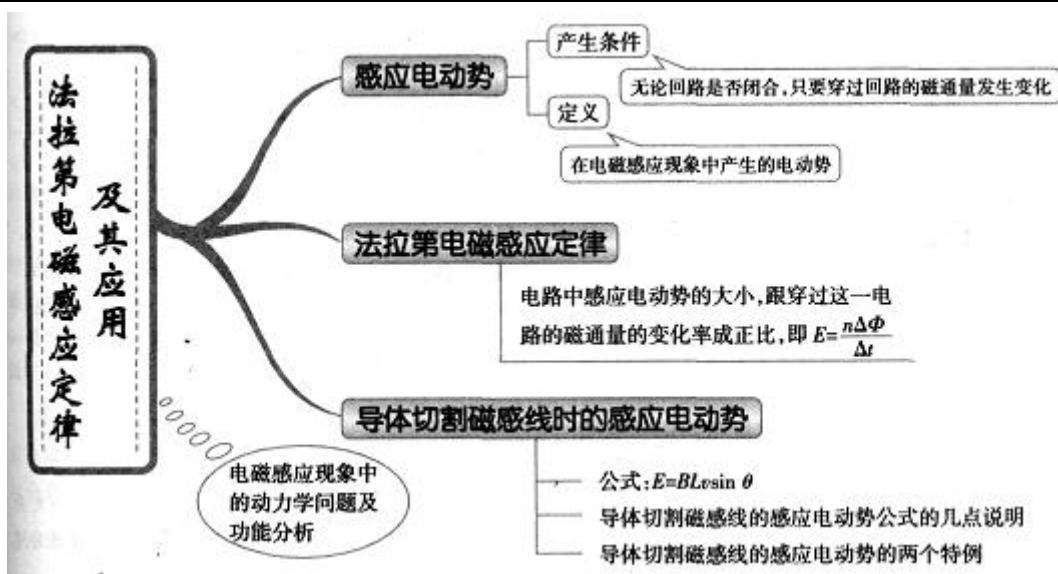 法拉第电磁感应定律
及其应用
感应电动势
产生条件
无论回路是否闭合,只要穿过回路的磁通量发生变化
定义
在电磁感应现象中产生的电动势
法拉第电磁感应定律
电路中感应电动势的大小,跟穿过这一电
路的磁通量的变化率成正比,即 E=nΔΦ/Δt
导体切割磁感线时的感应电动势
公式:E=BLvsin θ
导体切割磁感线的感应电动势公式的几点说明
导体切割磁感线的感应电动势的两个特例
电磁感应现象中
的动力学问题及
功能分析